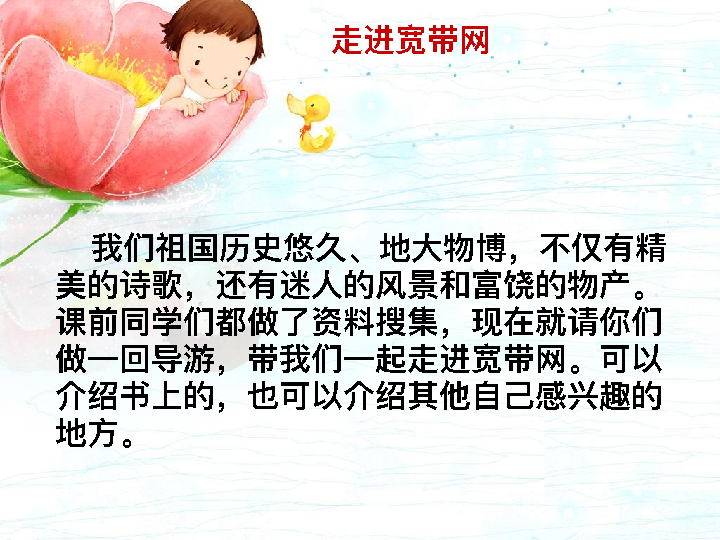 走进宽带网
我们祖国历史悠久、地大物博，不仅有精
美的诗歌，还有迷人的风景和富饶的物产。
课前同学们都做了资料搜集，现在就请你们
做一回导游，带我们一起走进宽带网。可以
介绍书上的，也可以介绍其他自己感兴趣的
地方。